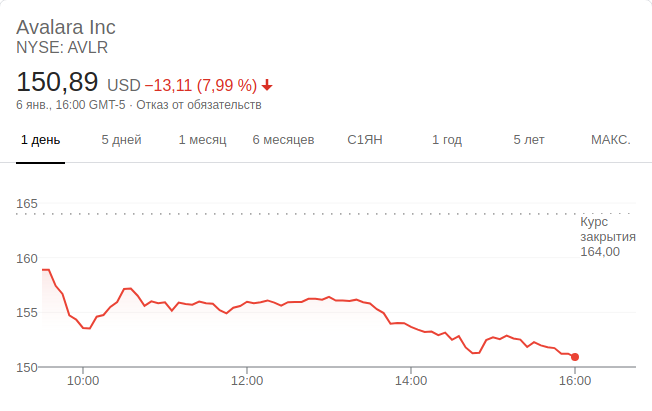 Avalara Inc
NYSE: AVLR
150,89 USD −13,11 (7,99 %)
6 янв., 16:00 GMT-5 · Отказ от обязательств
1 день 5 дней 1 месяц 6 месяцев С1ЯН 1 год 5 лет МАКС.
165
Курс
закрытия
164,00
160
155
150
10:00 12:00 14:00 16:00